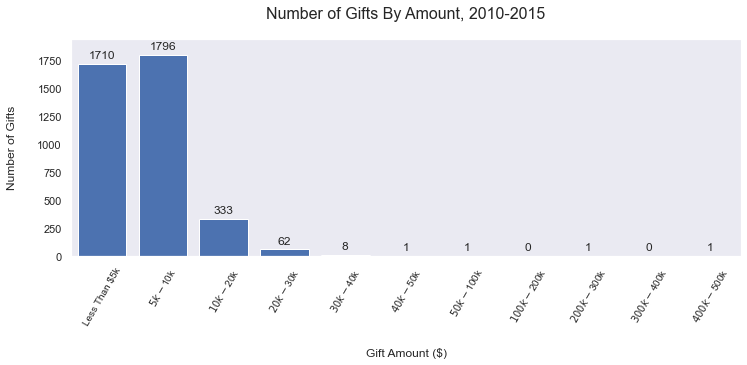 Number of Gifts By Amount, 2010-2015
Number of Gifts
1750
1500
1250
1000
750
500
250
0
1710
1796
333
62
8
1
1
0
1
0
1
Less Than $5k
5k − 10k
10k − 20k
20k − 30k
30k − 40k
40k − 50k
50k − 100k
100k − 200k
200k − 300k
300k − 400k
400k − 500k
Gift Amount ($)